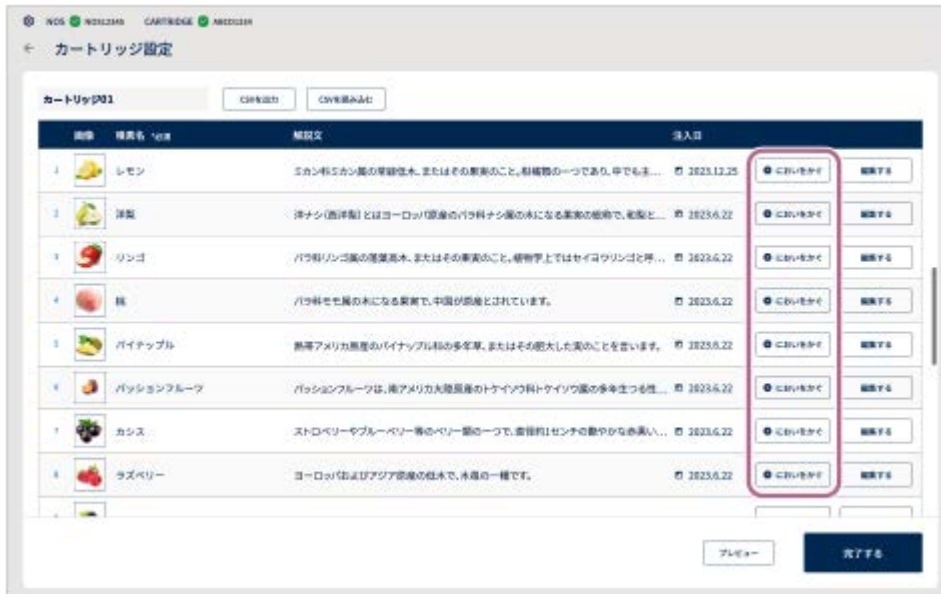 NOS NOS12345 CARTRIDGE ABCD1234
← カートリッジ設定
カートリッジ01 CSVを出力 CSVを読み込む
画像 検素名 *必須 解説文 注入日
1 レモン ミカン科ミカン属の常緑低木、またはその果実のこと。柑橘類の一つであり、中でも主... 2023.12.25 においをかぐ 編集する
2 洋梨 洋ナシ(西洋梨)とはヨーロッパ原産のバラ科ナシ属の木になる果実の総称で、和梨と... 2023.6.22 においをかぐ 編集する
3 リンゴ バラ科リンゴ属の落葉高木、またはその果実のこと。植物学上ではセイヨウリンゴと呼... 2023.6.22 においをかぐ 編集する
4 桃 バラ科モモ属の木になる果実で、中国が原産とされています。 2023.6.22 においをかぐ 編集する
5 パイナップル 熱帯アメリカ原産のパイナップル科の多年草、またはその肥大した実のことを言います。 2023.6.22 においをかぐ 編集する
6 パッションフルーツ パッションフルーツは、南アメリカ大陸原産のトケイソウ科トケイソウ属の多年生つる性... 2023.6.22 においをかぐ 編集する
7 カシス ストロベリーやブルーベリー等のベリー類の一つで、直径約1センチの艶やかな赤黒い... 2023.6.22 においをかぐ 編集する
8 ラズベリー ヨーロッパおよびアジア原産の低木で、木苺の一種です。 2023.6.22 においをかぐ 編集する
プレビュー 完了する